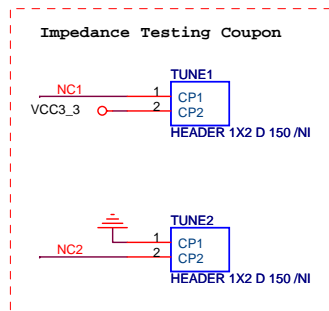 Impedance Testing Coupon
TUNE1
NC1 1 CP1
VCC3_3 2 CP2
HEADER 1X2 D 150 /NI
TUNE2
1 CP1
NC2 2 CP2
HEADER 1X2 D 150 /NI